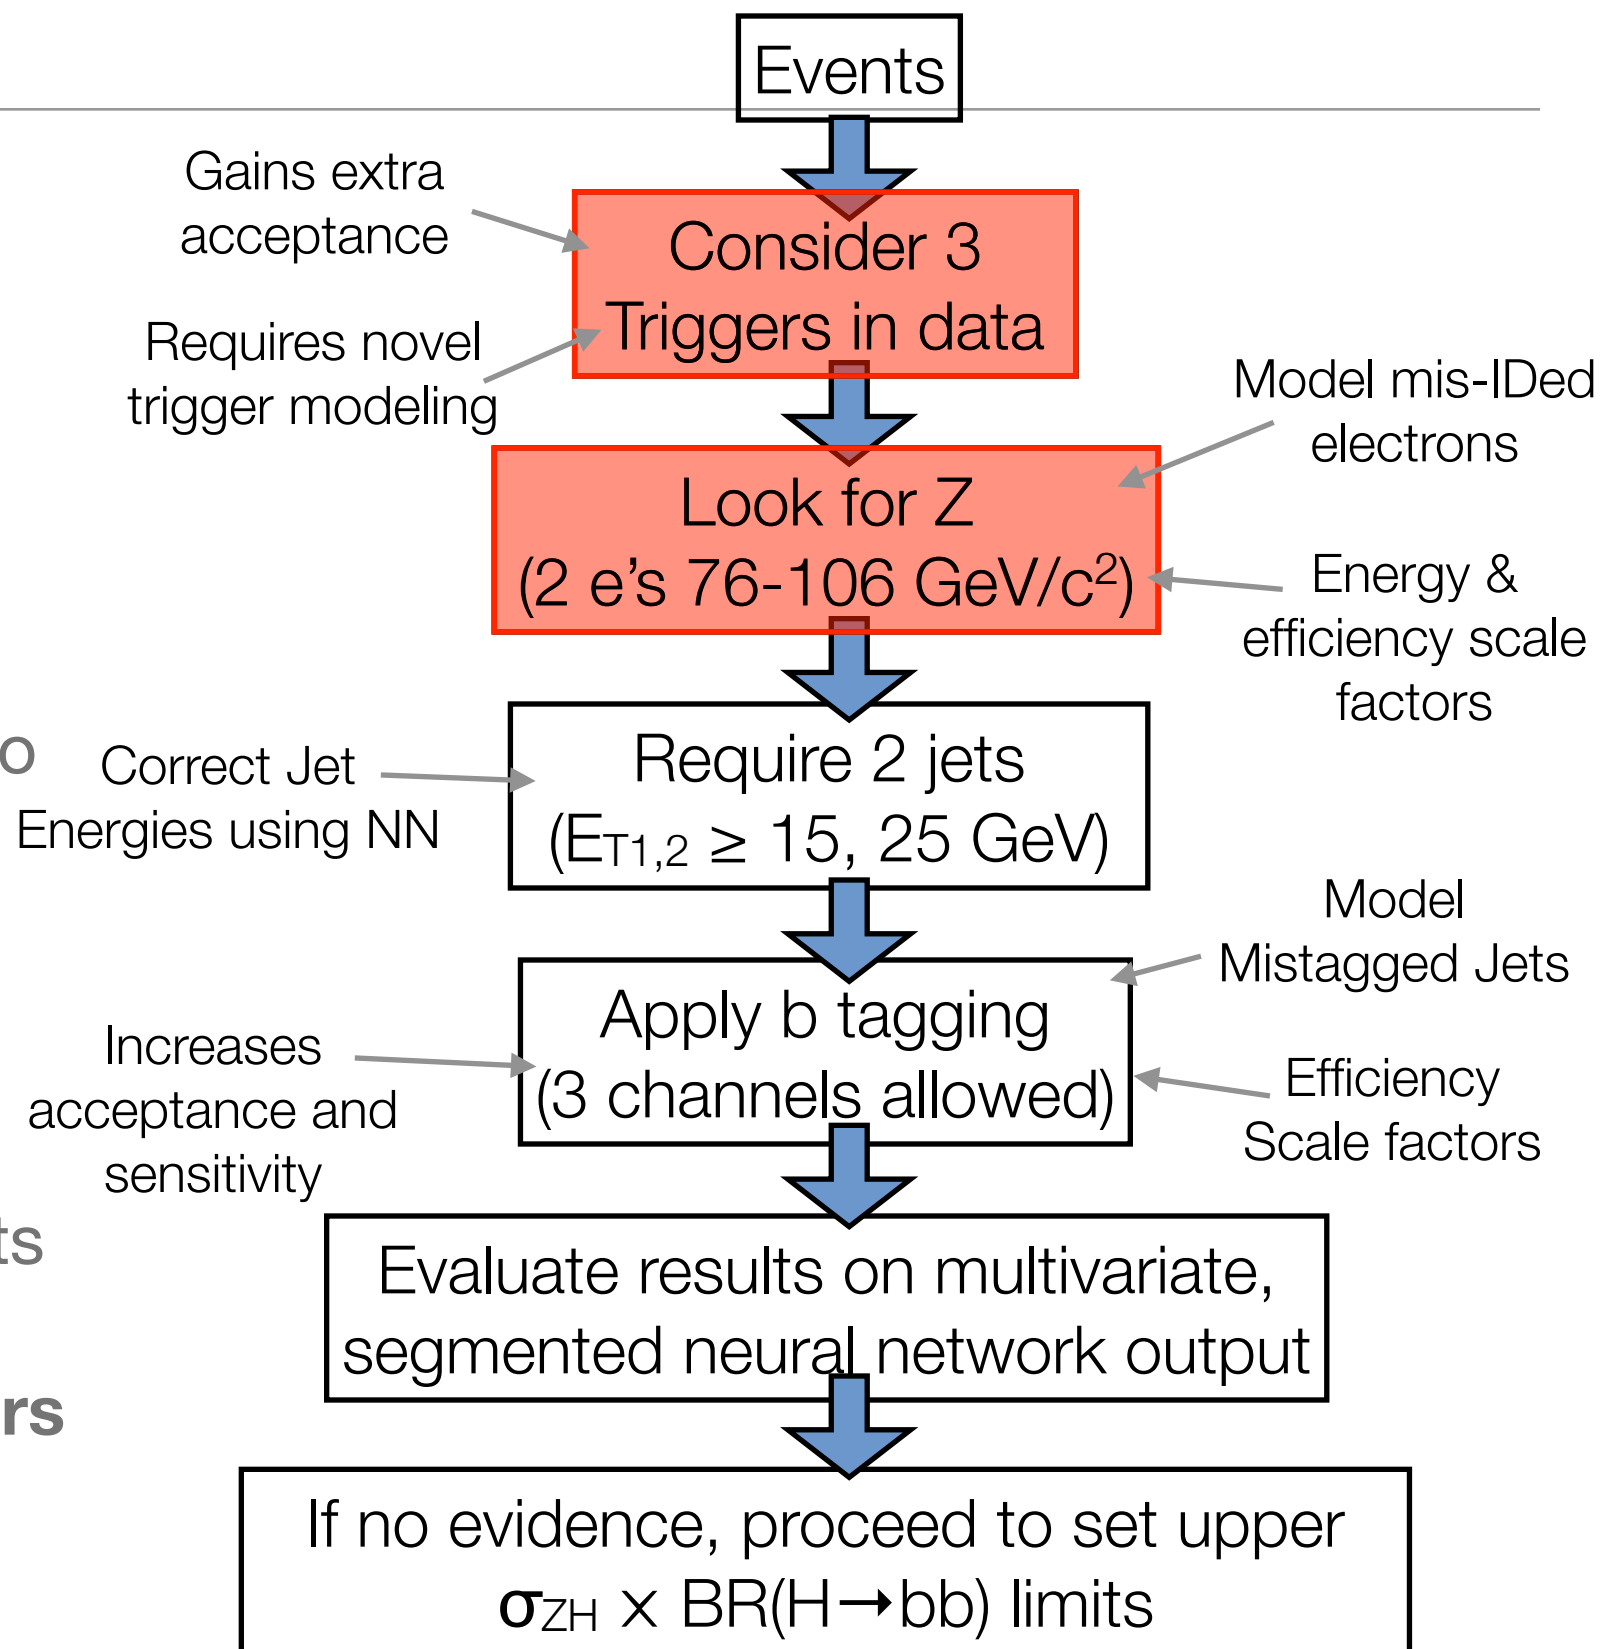 Events
Gains extra
acceptance
Consider 3
Triggers in data
Requires novel
trigger modeling
Model mis-IDed
electrons
Look for Z
(2 e's 76-106 GeV/c²)
Energy &
efficiency scale
factors
o
Correct Jet
Energies using NN
Require 2 jets
(ET1,2 ≥ 15, 25 GeV)
Model
Mistagged Jets
Apply b tagging
(3 channels allowed)
Increases
acceptance and
sensitivity
Efficiency
Scale factors
ts
Evaluate results on multivariate,
segmented neural network output
rs
If no evidence, proceed to set upper
σZH x BR(H→bb) limits